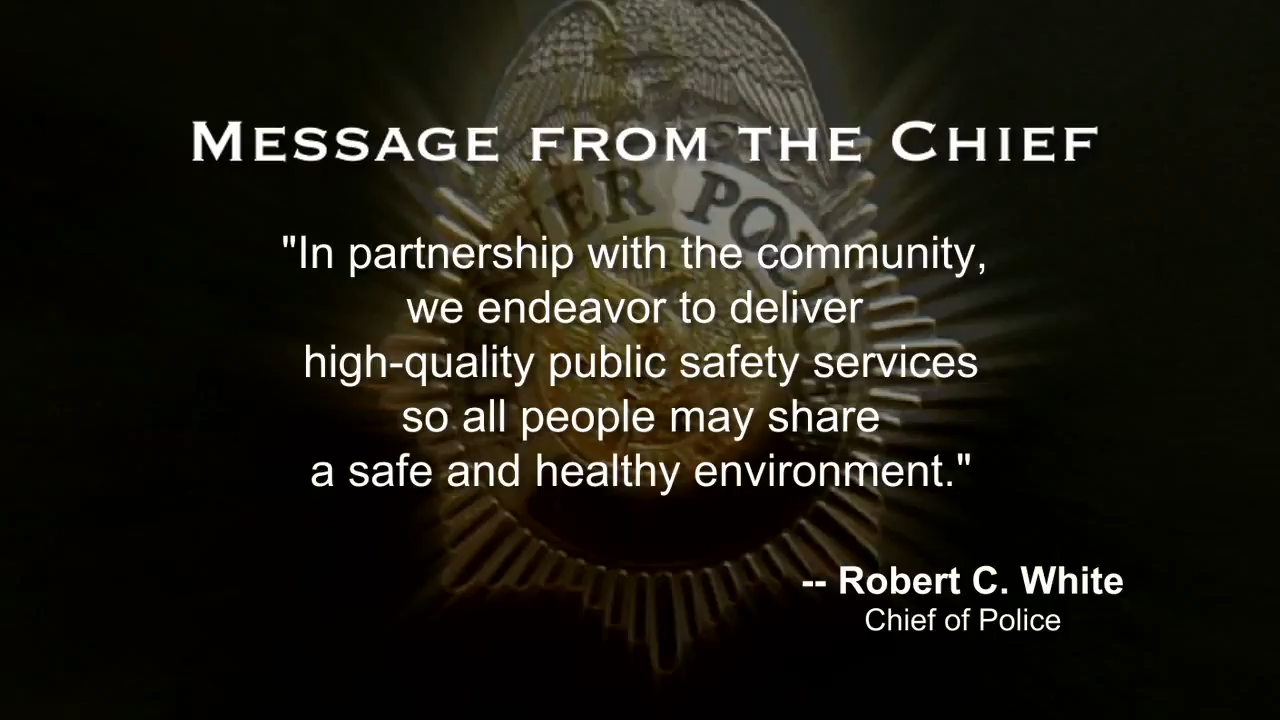 MESSAGE FROM THE CHIEF
"In partnership with the community,
we endeavor to deliver
high-quality public safety services
so all people may share
a safe and healthy environment."
-- Robert C. White
Chief of Police